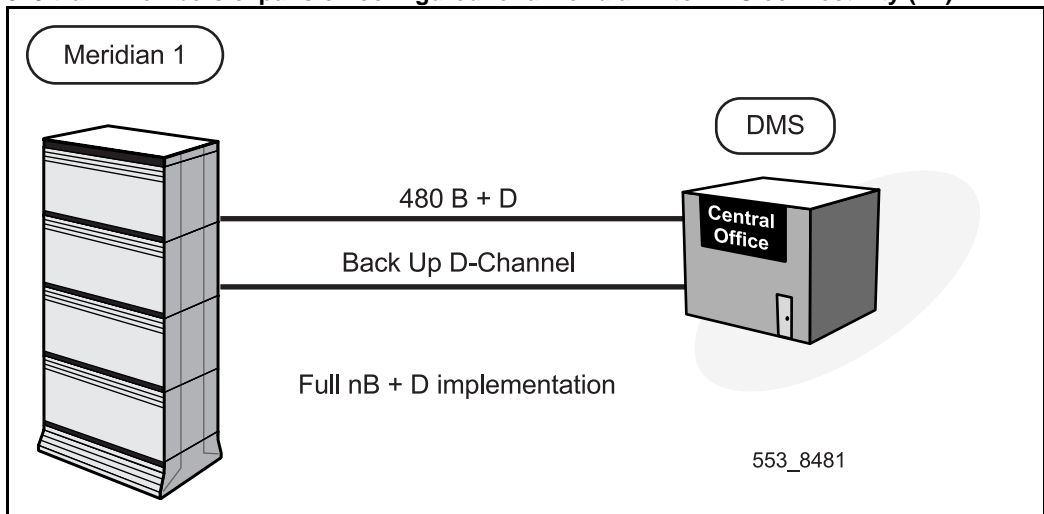 Meridian 1
DMS
480 B + D
Central
Office
Back Up D-Channel
Full nB + D implementation
553_8481